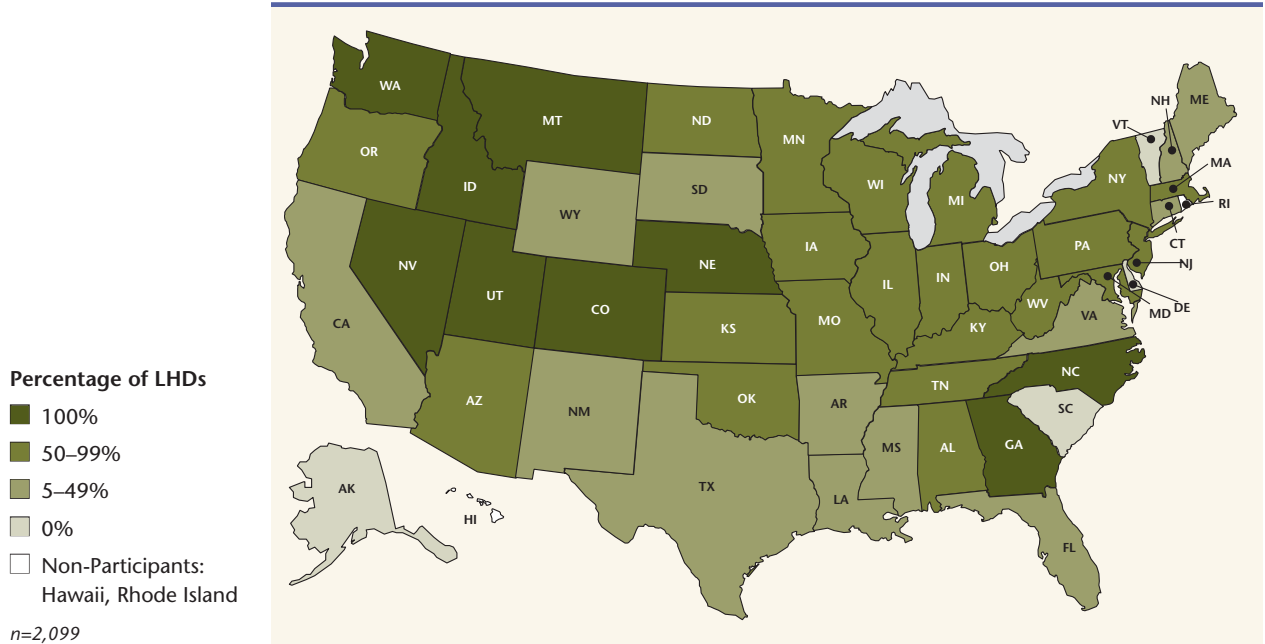 Percentage of LHDs
100%
50–99%
5–49%
0%
Non-Participants:
Hawaii, Rhode Island
n=2,099
WA
MT
ND
MN
OR
ID
WY
SD
WI
MI
NY
VT
NH
ME
MA
RI
CT
NJ
DE
MD
PA
NV
UT
CO
NE
IA
IL
IN
OH
WV
VA
CA
KS
MO
KY
NC
AZ
NM
OK
AR
TN
SC
MS
AL
GA
TX
LA
FL
AK
HI